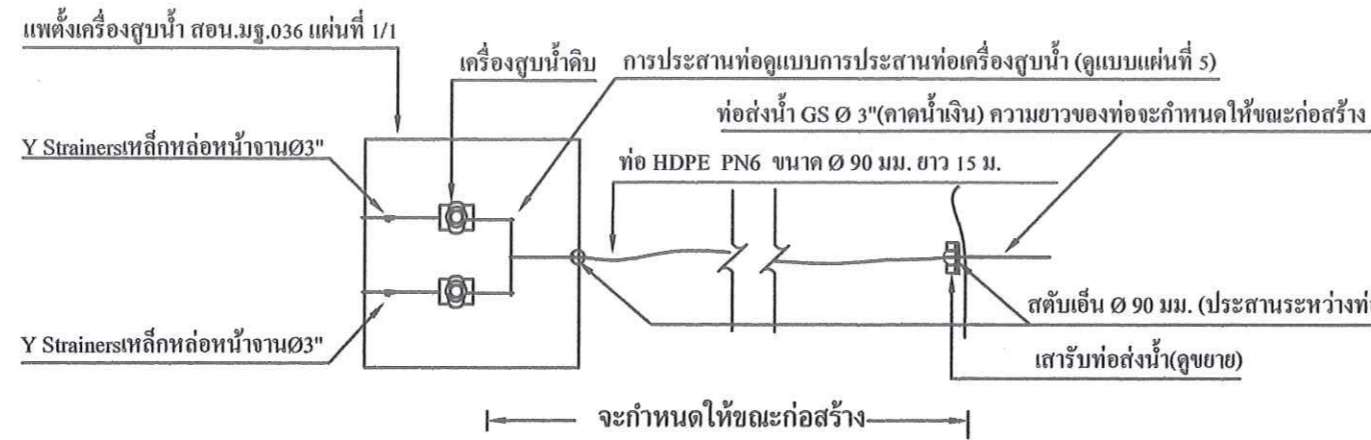 แพตั้งเครื่องสูบน้ำ สอน.มฐ.036 แผ่นที่ 1/1
เครื่องสูบน้ำดิบ
การประสานท่อดูแบบการประสานท่อเครื่องสูบน้ำ (ดูแบบแผ่นที่ 5)
ท่อส่งน้ำ GS Ø 3"(คาดน้ำเงิน) ความยาวของท่อจะกำหนดให้ขณะก่อสร้าง
Y Strainersเหล็กหล่อหน้าจานØ3"
ท่อ HDPE PN6 ขนาด Ø 90 มม. ยาว 15 ม.
สตับเอ็น Ø 90 มม. (ประสานระหว่างท่อ
Y Strainersเหล็กหล่อหน้าจานØ3"
เสารับท่อส่งน้ำ(ดูขยาย)
จะกำหนดให้ขณะก่อสร้าง